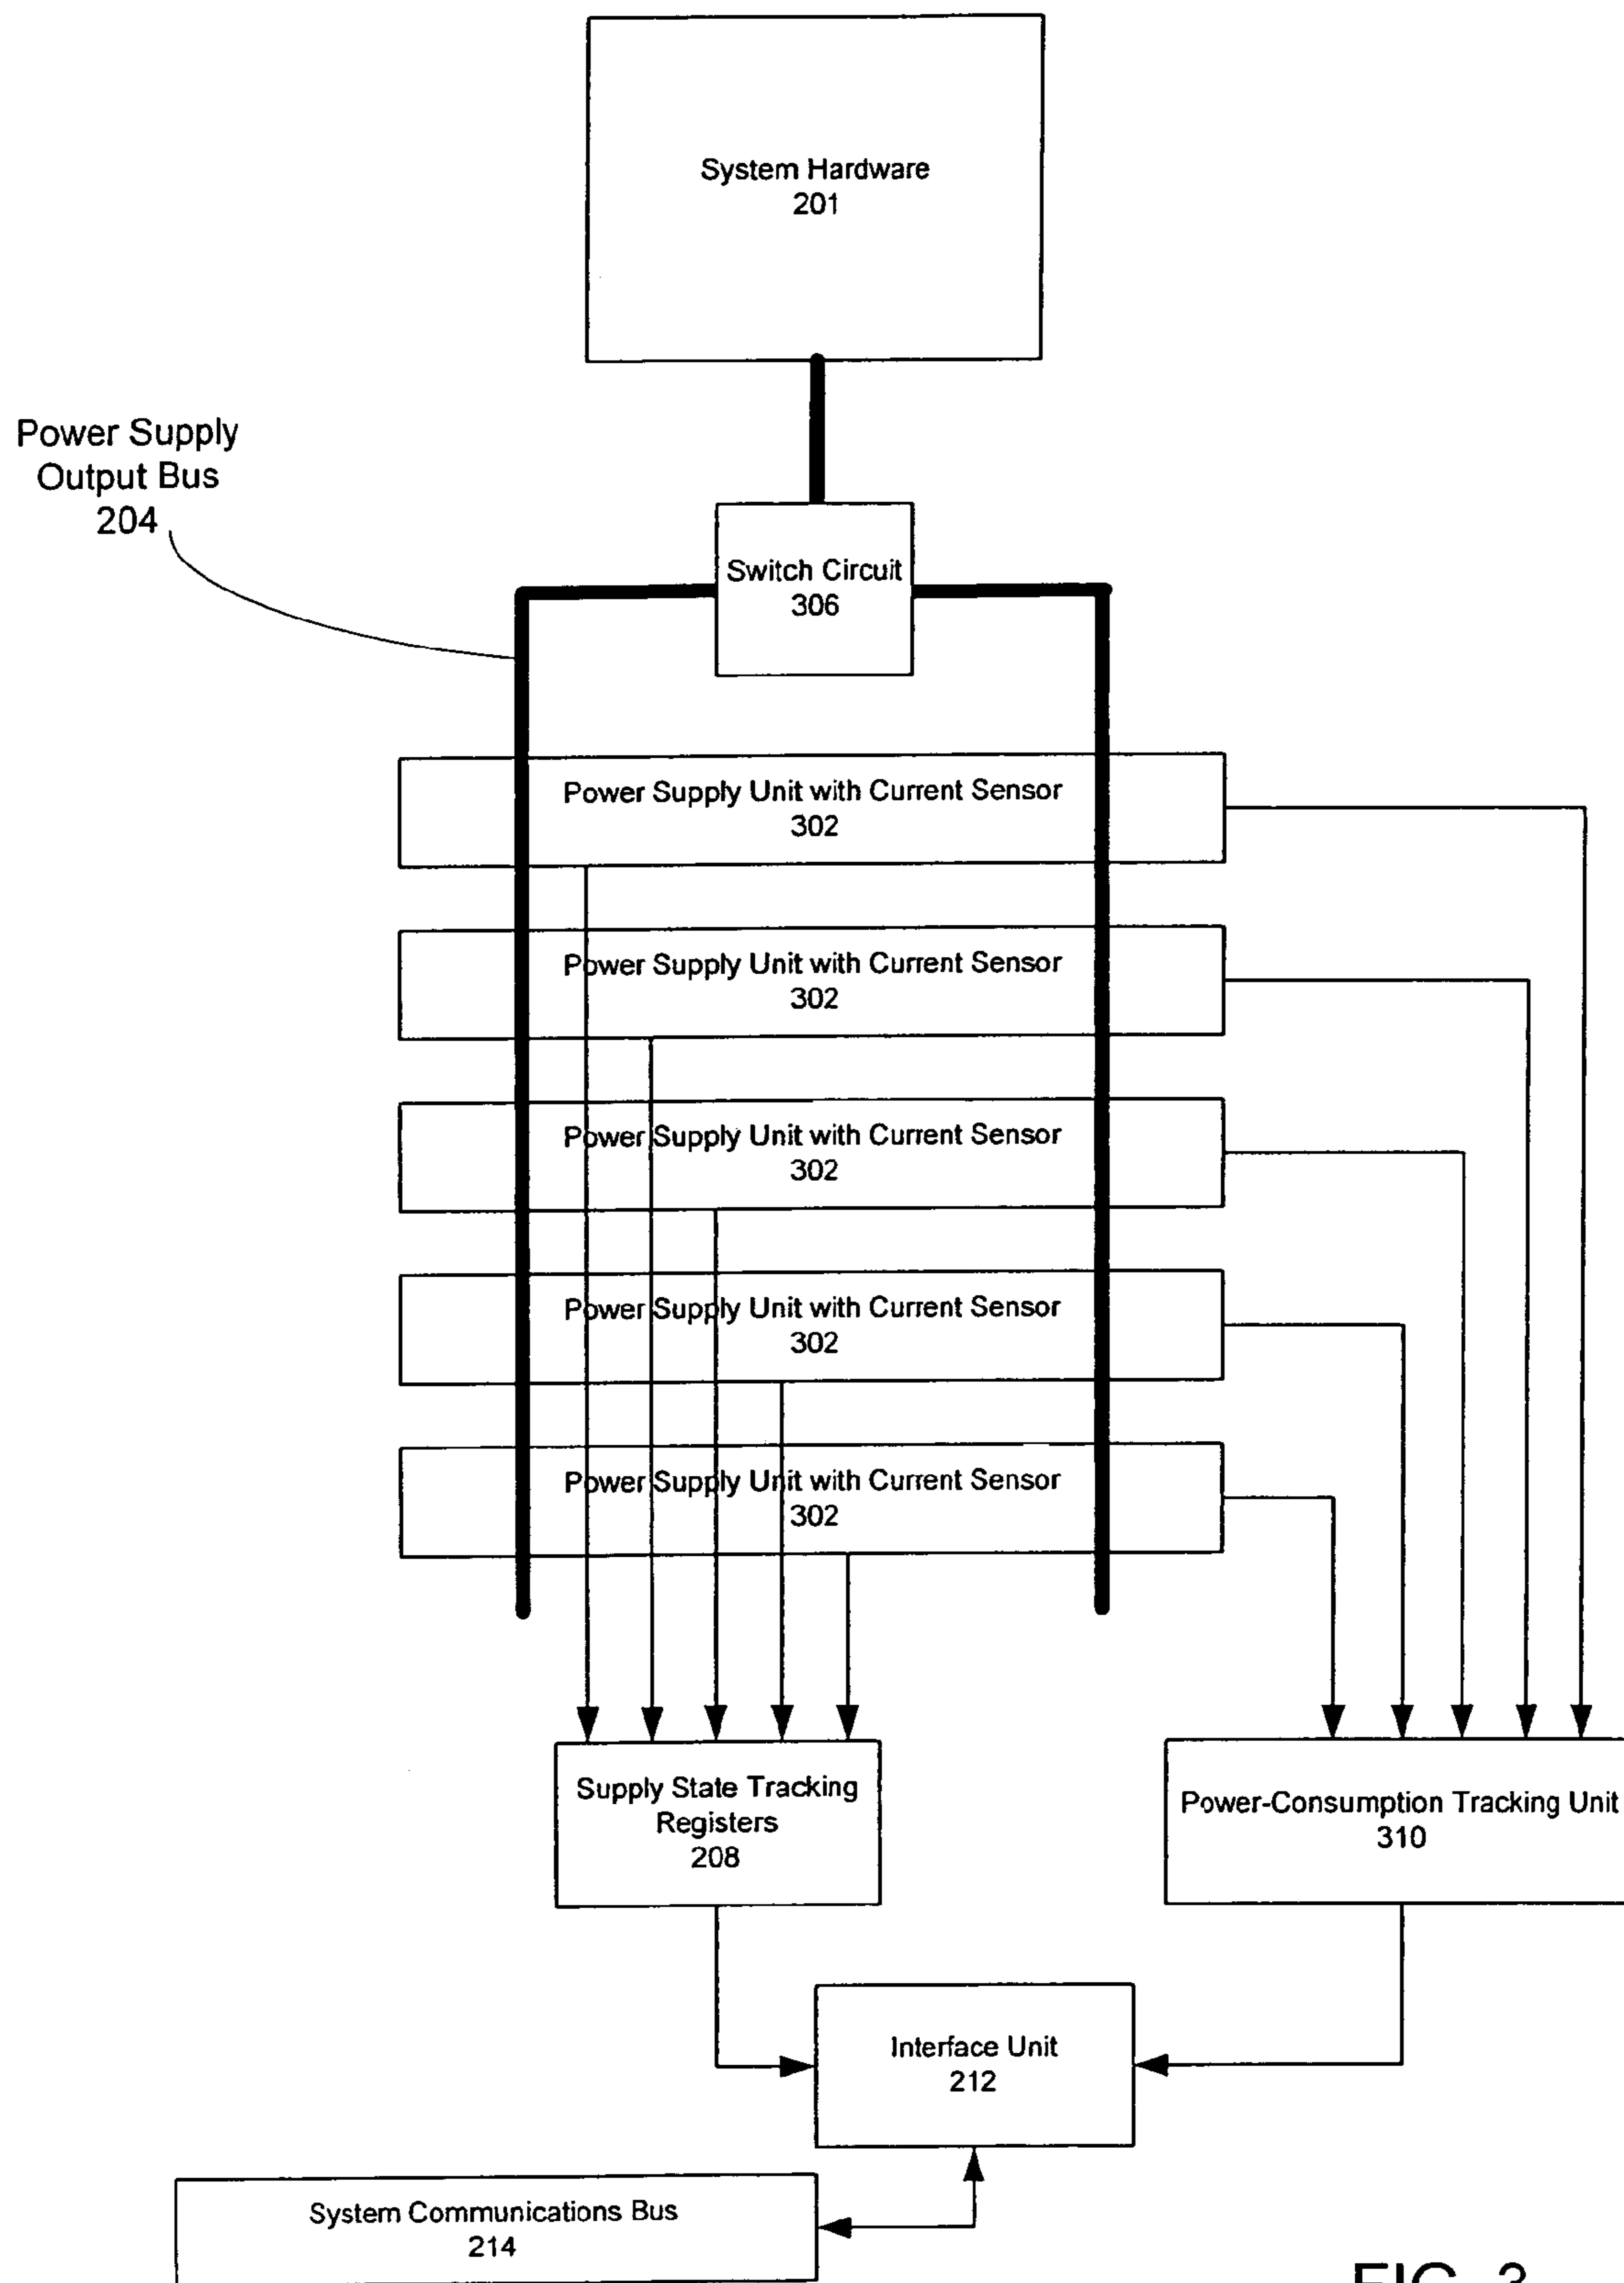 System Hardware
201
Power Supply
Output Bus
204
Switch Circuit
306
Power Supply Unit with Current Sensor
302
Power Supply Unit with Current Sensor
302
Power Supply Unit with Current Sensor
302
Power Supply Unit with Current Sensor
302
Power Supply Unit with Current Sensor
302
Supply State Tracking
Registers
208
Power-Consumption Tracking Unit
310
Interface Unit
212
System Communications Bus
214
FIG. 3